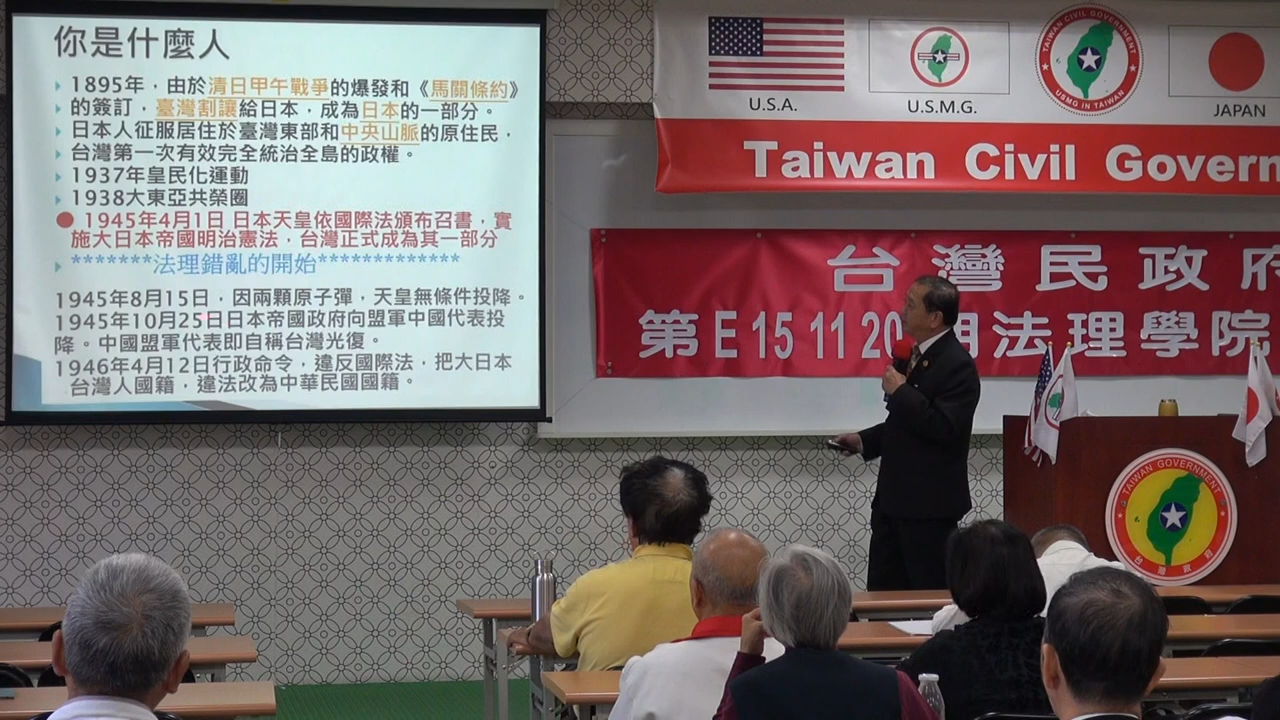 你是什麼人
1895年，由於清日甲午戰爭的爆發和《馬關條約》
的簽訂，臺灣割讓給日本，成為日本的一部分。
日本人征服居住於臺灣東部和中央山脈的原住民，
台灣第一次有效完全統治全島的政權。
1937年皇民化運動
1938大東亞共榮圈
1945年4月1日 日本天皇依國際法頒布召書，實
施大日本帝國明治憲法，台灣正式成為其一部分
*******法理錯亂的開始*************
1945年8月15日，因兩顆原子彈，天皇無條件投降。
1945年10月25日日本帝國政府向盟軍中國代表投
降。中國盟軍代表即自稱台灣光復。
1946年4月12日行政命令，違反國際法，把大日本
台灣人國籍，違法改為中華民國國籍。
U.S.A.
U.S.M.G.
TAIWAN CIVIL GOVERNMENT
USMG IN TAIWAN
JAPAN
Taiwan Civil Govern
台灣民政府
第E 15 11 20 明法理學院
TAIWAN GOVERNMENT
台灣政府